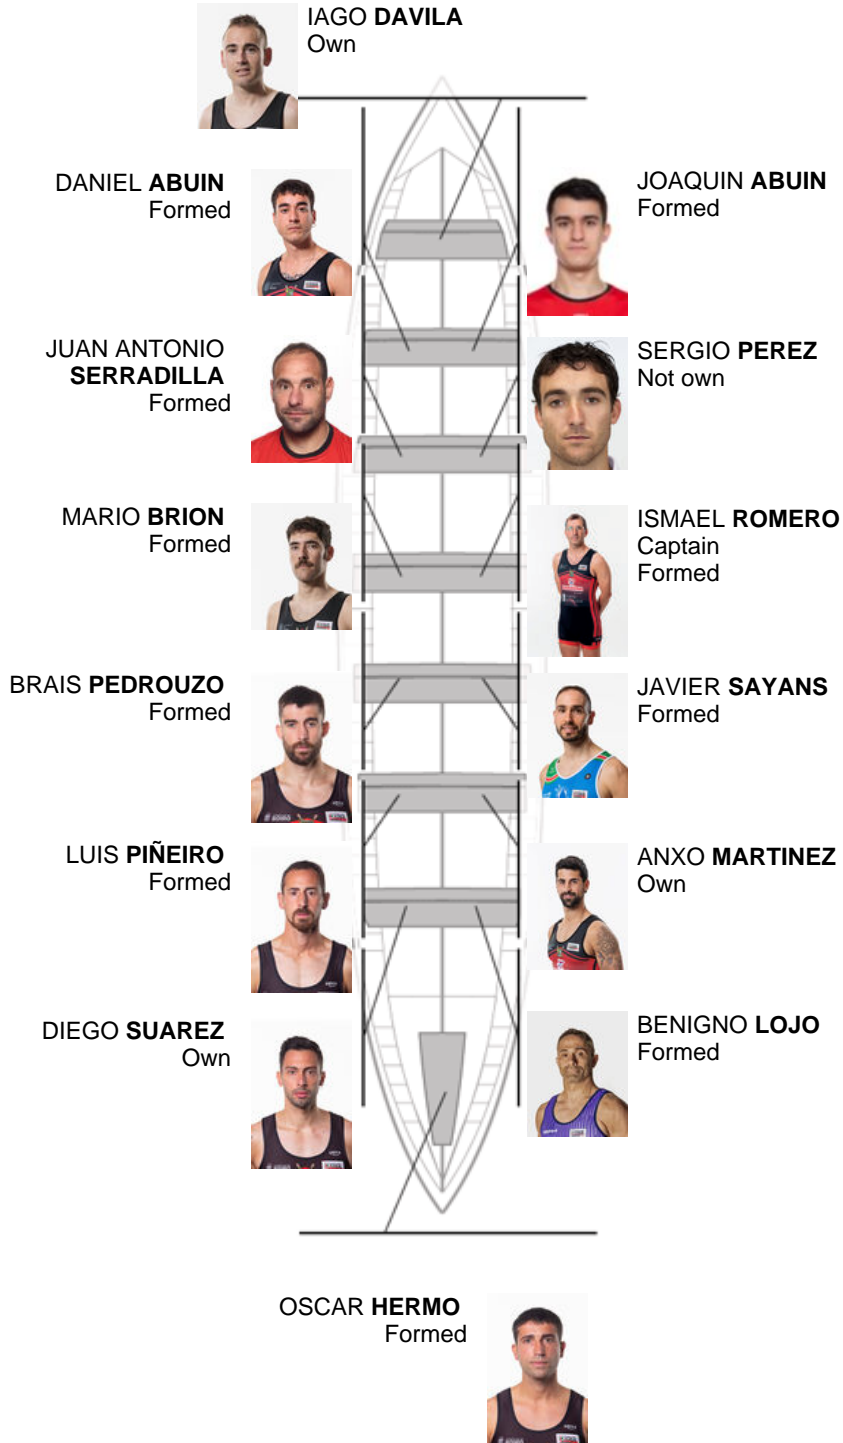 IAGO DAVILA
Own
DANIEL ABUIN
Formed
JOAQUIN ABUIN
Formed
JUAN ANTONIO
SERRADILLA
Formed
SERGIO PEREZ
Not own
MARIO BRION
Formed
ISMAEL ROMERO
Captain
Formed
BRAIS PEDROUZO
Formed
JAVIER SAYANS
Formed
LUIS PIÑEIRO
Formed
ANXO MARTINEZ
Own
DIEGO SUAREZ
Own
BENIGNO LOJO
Formed
OSCAR HERMO
Formed